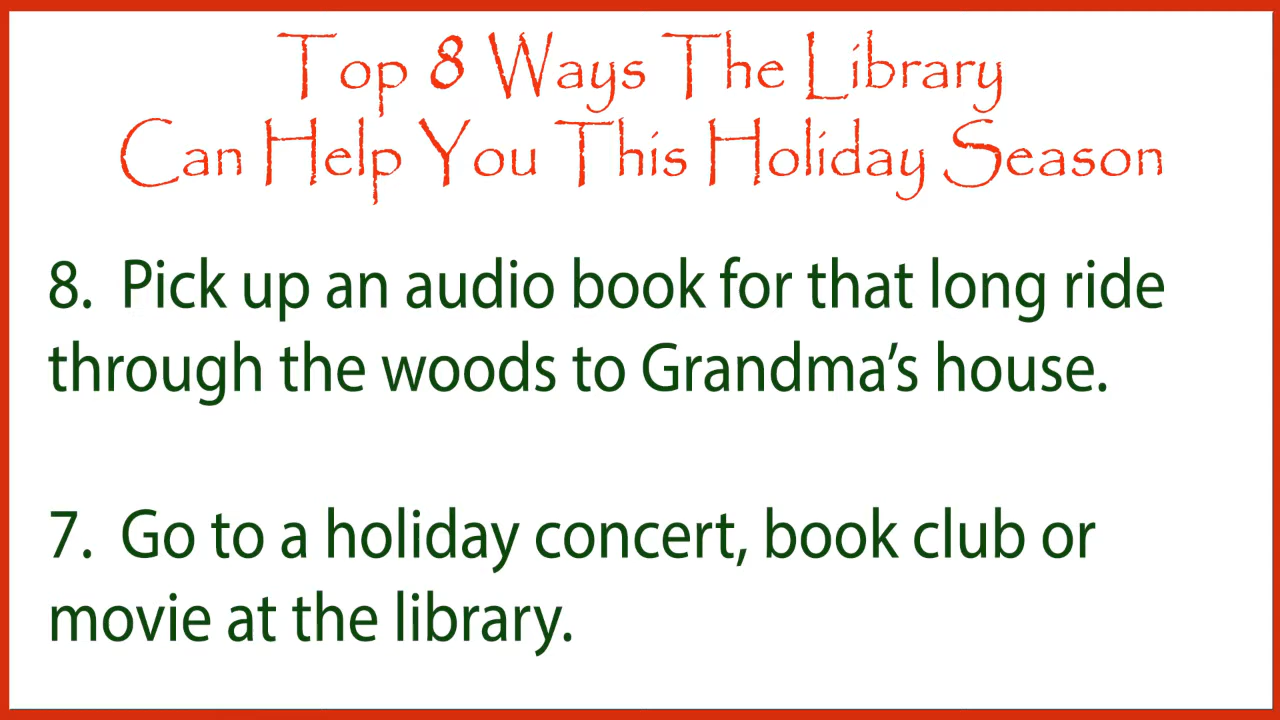 Top 8 Ways The Library
Can Help You This Holiday Season
8. Pick up an audio book for that long ride
through the woods to Grandma’s house.
7. Go to a holiday concert, book club or
movie at the library.